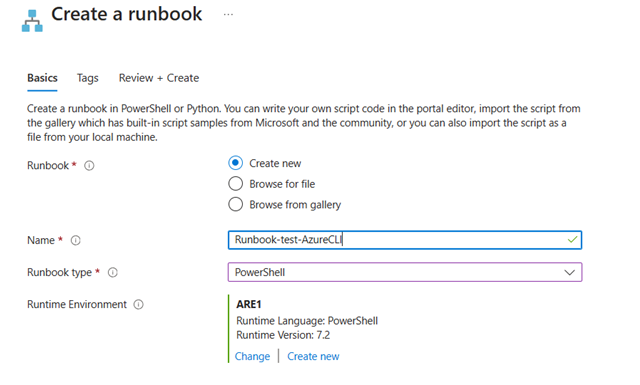 Create a runbook ...
Basics Tags Review + Create
Create a runbook in PowerShell or Python. You can write your own script code in the portal editor, import the script from
the gallery which has built-in script samples from Microsoft and the community, or you can also import the script as a
file from your local machine.
Runbook * Create new
Browse for file
Browse from gallery
Name * Runbook-test-AzureCLI
Runbook type * PowerShell
Runtime Environment ARE1
Runtime Language: PowerShell
Runtime Version: 7.2
Change | Create new